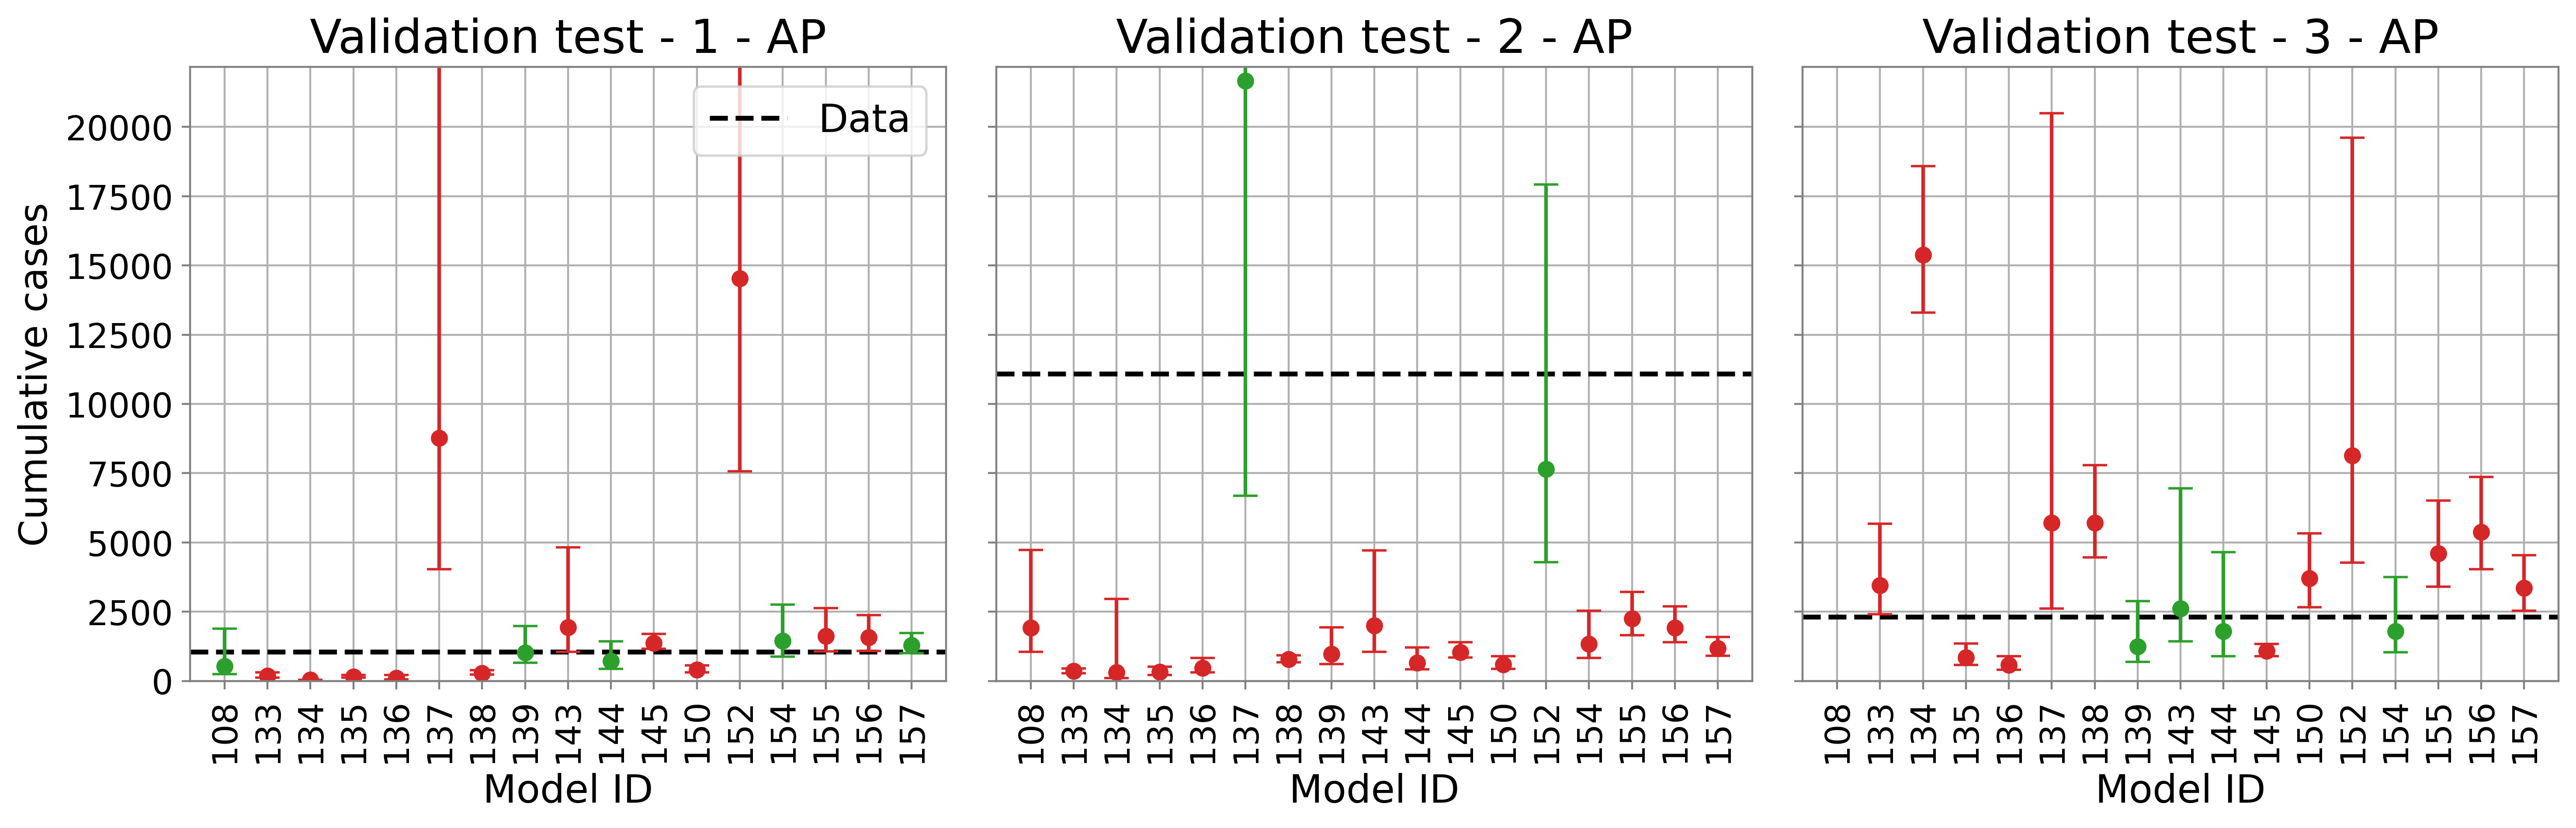 Validation test - 1 - AP
Validation test - 2 - AP
Validation test - 3 - AP
Cumulative cases
20000
17500
15000
12500
10000
7500
5000
2500
0
Data
108 133 134 135 136 137 138 139 143 144 145 150 152 154 155 156 157
108 133 134 135 136 137 138 139 143 144 145 150 152 154 155 156 157
108 133 134 135 136 137 138 139 143 144 145 150 152 154 155 156 157
Model ID
Model ID
Model ID